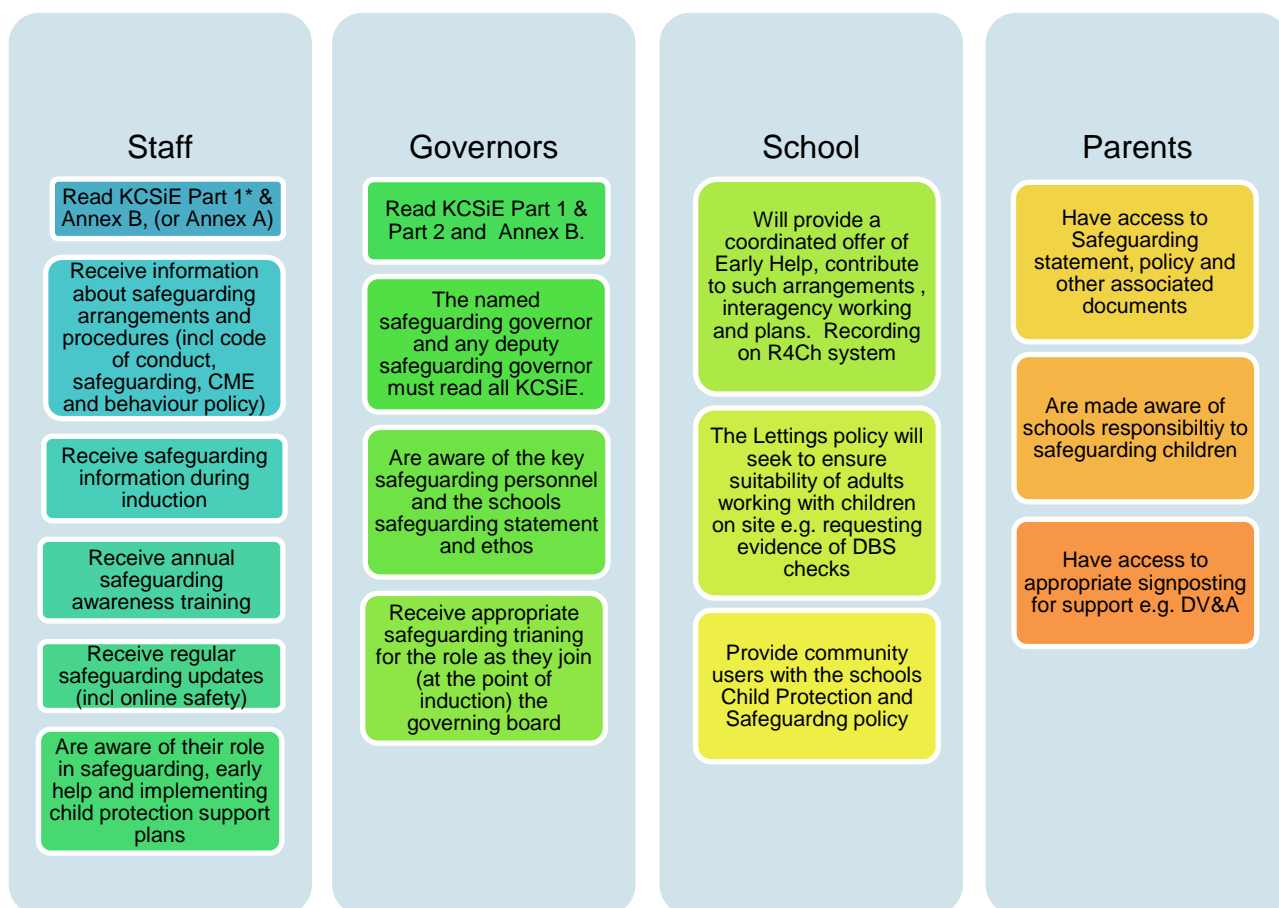 Staff
Read KCSiE Part 1* &
Annex B, (or Annex A)
Receive information
about safeguarding
arrangements and
procedures (incl code
of conduct,
safeguarding, CME
and behaviour policy)
Receive safeguarding
information during
induction
Receive annual
safeguarding
awareness training
Receive regular
safeguarding updates
(incl online safety)
Are aware of their role
in safeguarding, early
help and implementing
child protection support
plans
Governors
Read KCSiE Part 1 &
Part 2 and Annex B.
The named
safeguarding governor
and any deputy
safeguarding governor
must read all KCSiE.
Are aware of the key
safeguarding personnel
and the schools
safeguarding statement
and ethos
Receive appropriate
safeguarding trianing
for the role as they join
(at the point of
induction) the
governing board
School
Will provide a
coordinated offer of
Early Help, contribute
to such arrangements ,
interagency working
and plans. Recording
on R4Ch system
The Lettings policy will
seek to ensure
suitability of adults
working with children
on site e.g. requesting
evidence of DBS
checks
Provide community
users with the schools
Child Protection and
Safeguardng policy
Parents
Have access to
Safeguarding
statement, policy and
other associated
documents
Are made aware of
schools responsibiltiy to
safeguarding children
Have access to
appropriate signposting
for support e.g. DV&A